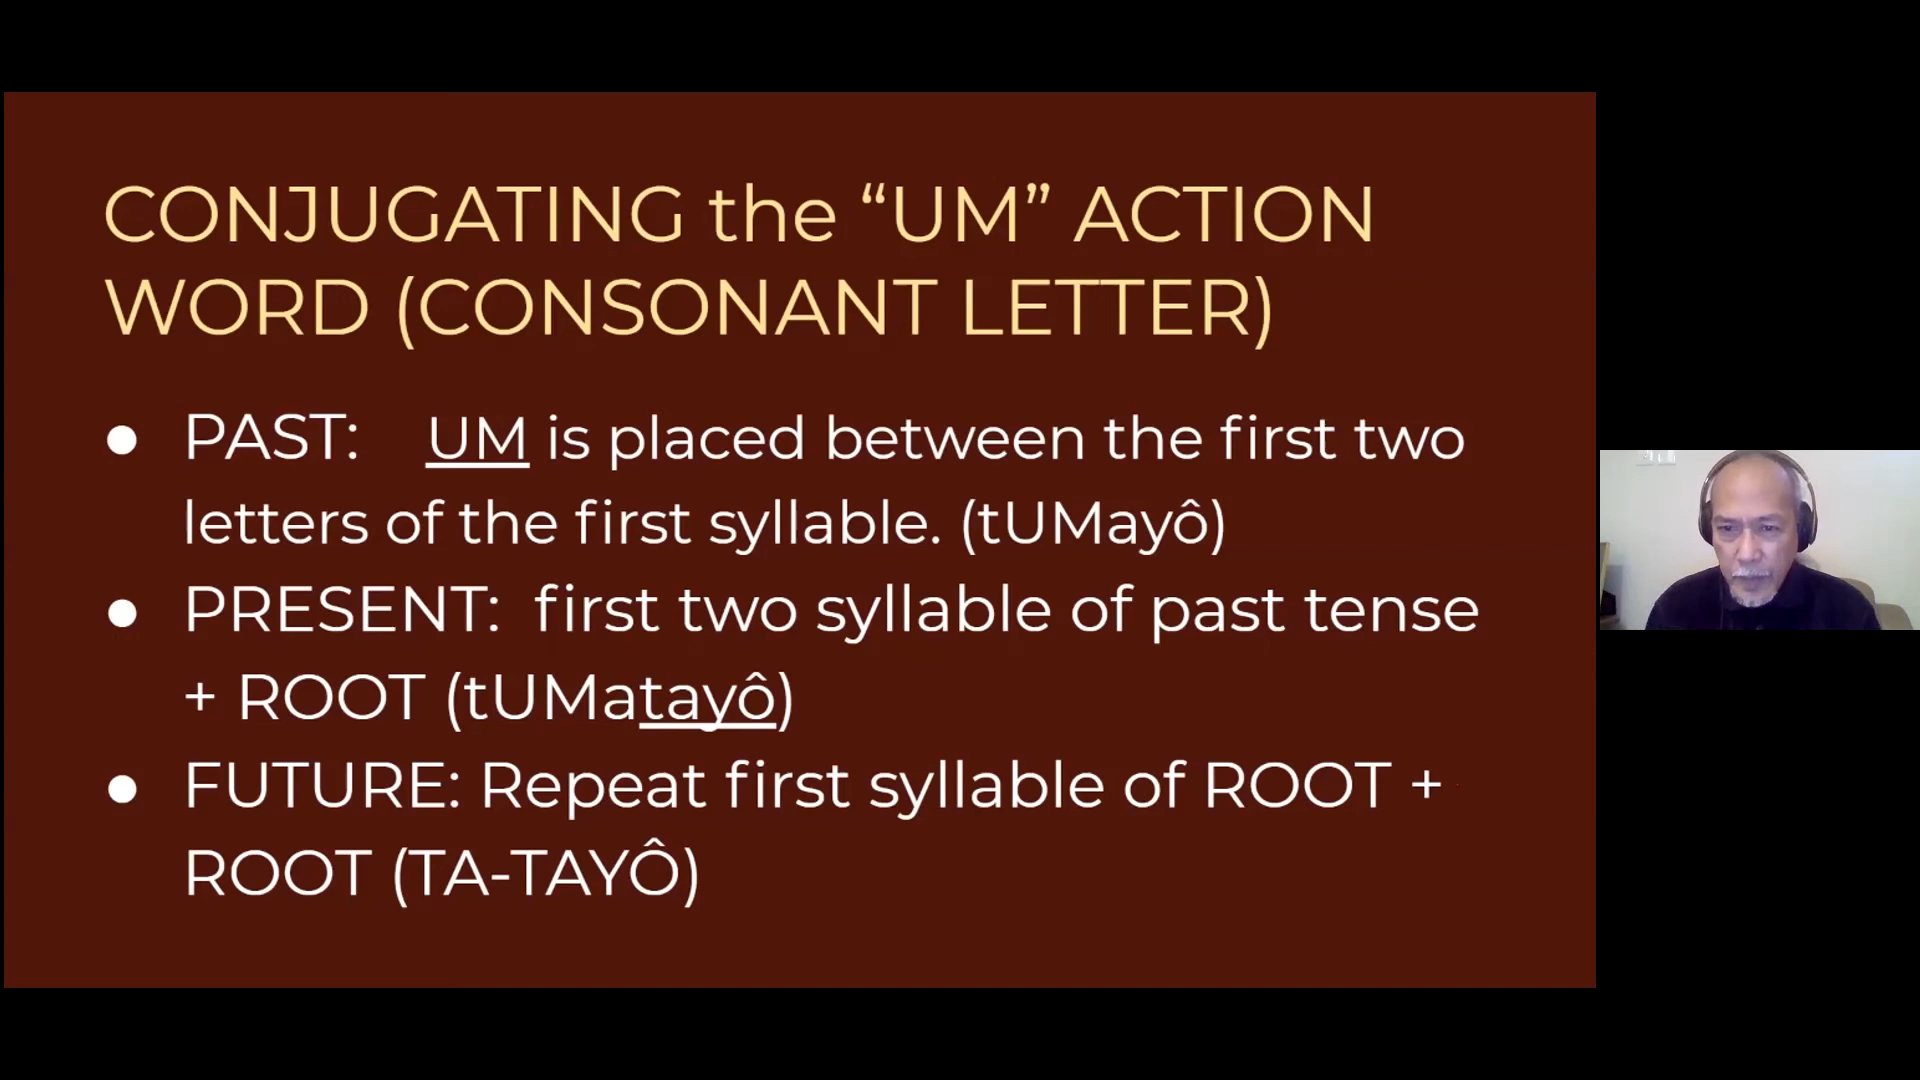 CONJUGATING the “UM” ACTION
WORD (CONSONANT LETTER)
● PAST: UM is placed between the first two
letters of the first syllable. (tUMayô)
● PRESENT: first two syllable of past tense
+ ROOT (tUMatayô)
● FUTURE: Repeat first syllable of ROOT +
ROOT (TA-TAYÔ)